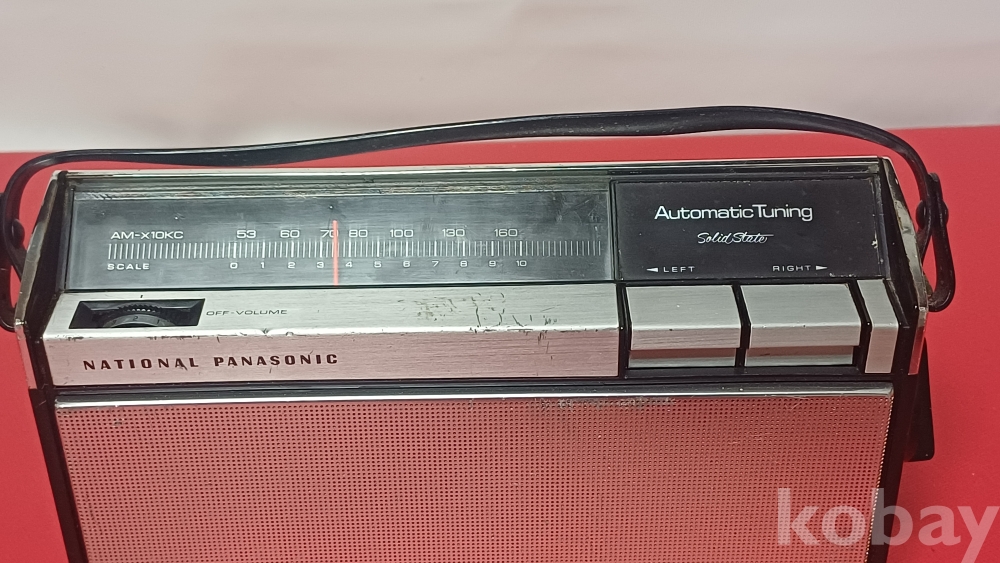 Automatic Tuning
Solid State
AM-X10KC 53 60 70 80 100 130 160
SCALE 0 1 2 3 4 5 6 7 8 9 10
◄ LEFT RIGHT ►
OFF-VOLUME
NATIONAL PANASONIC
kobay